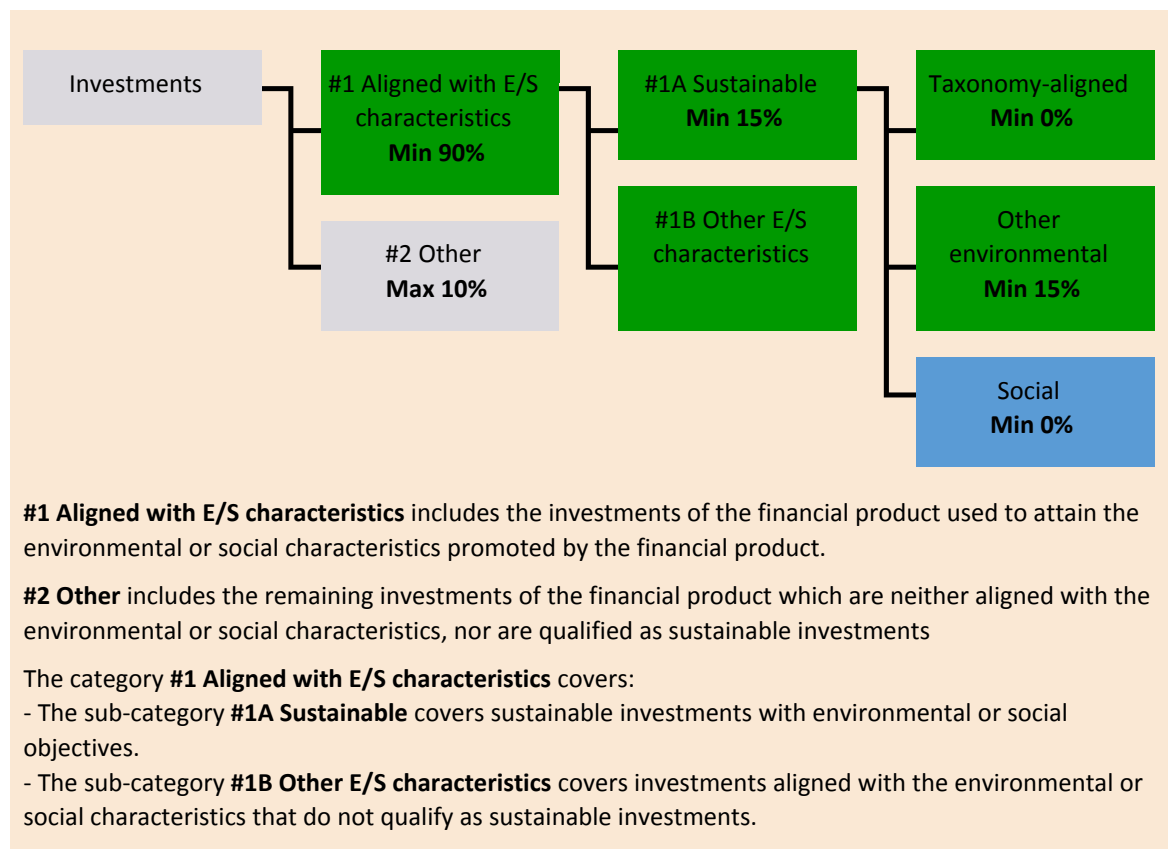 Investments
#1 Aligned with E/S
characteristics
Min 90%
#2 Other
Max 10%
#1A Sustainable
Min 15%
#1B Other E/S
characteristics
Taxonomy-aligned
Min 0%
Other
environmental
Min 15%
Social
Min 0%
#1 Aligned with E/S characteristics includes the investments of the financial product used to attain the
environmental or social characteristics promoted by the financial product.
#2 Other includes the remaining investments of the financial product which are neither aligned with the
environmental or social characteristics, nor are qualified as sustainable investments
The category #1 Aligned with E/S characteristics covers:
- The sub-category #1A Sustainable covers sustainable investments with environmental or social
objectives.
- The sub-category #1B Other E/S characteristics covers investments aligned with the environmental or
social characteristics that do not qualify as sustainable investments.